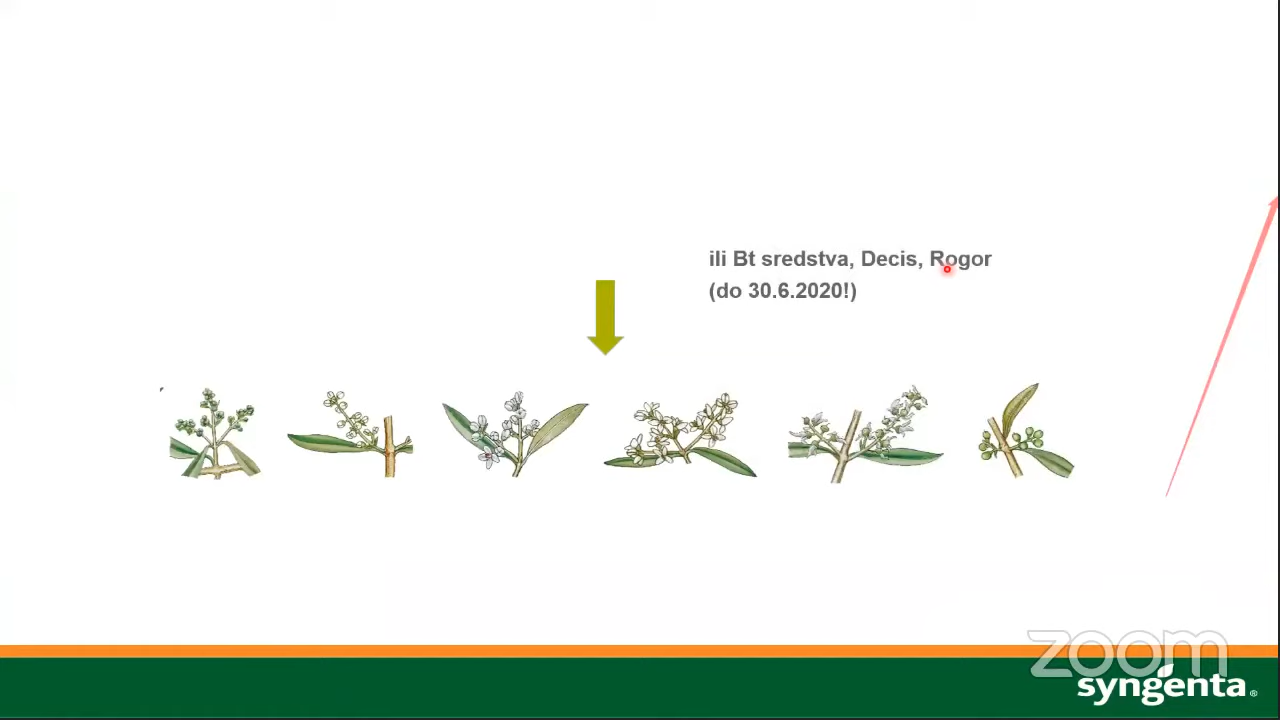 ili Bt sredstva, Decis, Rogor
(do 30.6.2020!)
zoom
syngenta®